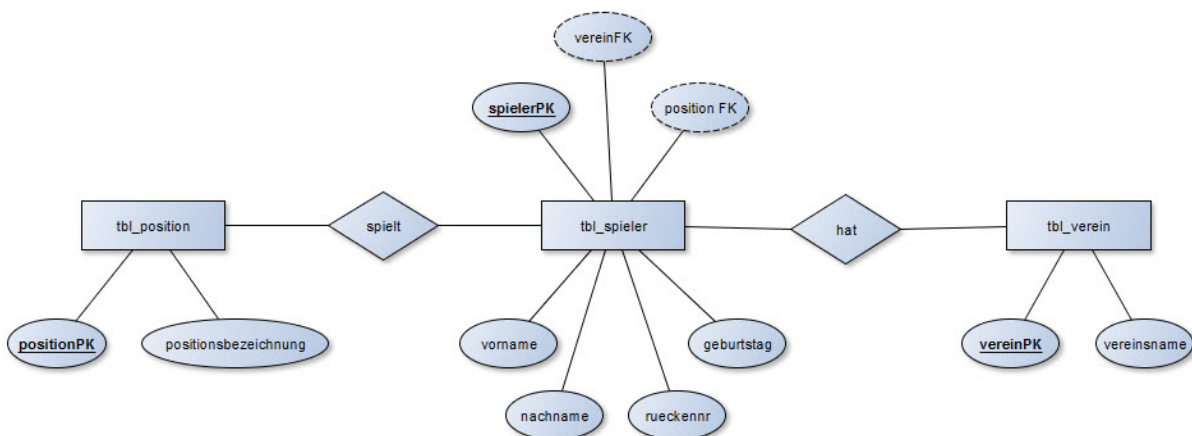 vereinFK
spielerPK
position FK
tbl_position
spielt
tbl_spieler
hat
tbl_verein
positionPK
positionsbezeichnung
vorname
geburtstag
vereinPK
vereinsname
nachname
rueckennr